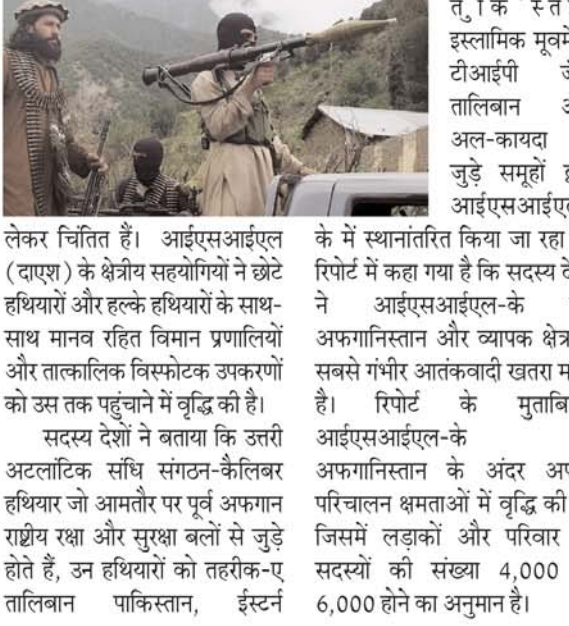 लेकर चिंतित हैं। आईएसआईएल
(दाएश) के क्षेत्रीय सहयोगियों ने छोटे
हथियारों और हल्के हथियारों के साथ-
साथ मानव रहित विमान प्रणालियों
और तात्कालिक विस्फोटक उपकरणों
को उस तक पहुंचाने में वृद्धि की है।
सदस्य देशों ने बताया कि उत्तरी
अटलांटिक संधि संगठन-कैलिबर
हथियार जो आमतौर पर पूर्व अफगान
राष्ट्रीय रक्षा और सुरक्षा बलों से जुड़े
होते हैं, उन हथियारों को तहरीक-ए
तालिबान पाकिस्तान, ईस्टर्न
इस्लामिक
टीआईपी
तालिबान
अल-कायदा
जुड़े समूहों
के में स्थानांतरित किया जा रहा
रिपोर्ट में कहा गया है कि सदस्य
ने आईएसआईएल-के
अफगानिस्तान और व्यापक
सबसे गंभीर आतंकवादी खतरा
है। रिपोर्ट के
आईएसआईएल-के
अफगानिस्तान के अंदर
परिचालन क्षमताओं में वृद्धि की
जिसमें लड़ाकों और परिवार
सदस्यों की संख्या 4,000
6,000 होने का अनुमान है।